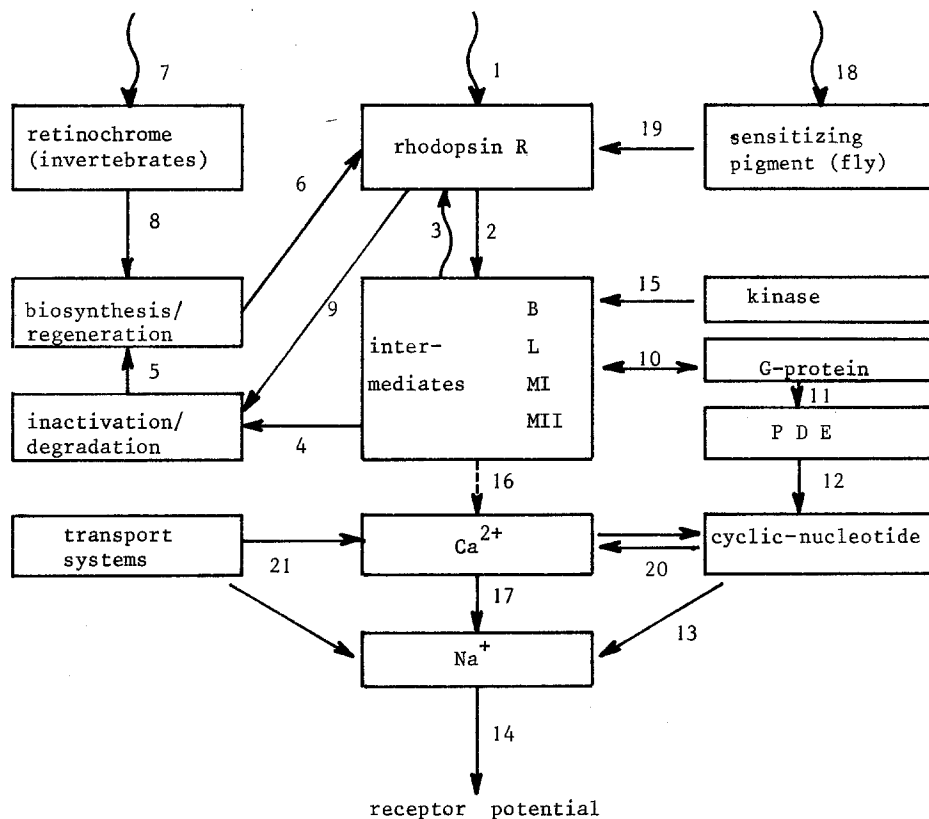 7
1
18
retinochrome
(invertebrates)
rhodopsin R
19
sensitizing
pigment (fly)
6
8
3
2
9
15
kinase
biosynthesis/
regeneration
B
inter-
L
10
G-protein
mediates
MI
5
11
MII
inactivation/
degradation
4
P D E
16
12
transport
systems
Ca2+
cyclic-nucleotide
21
20
17
13
Na+
14
receptor potential